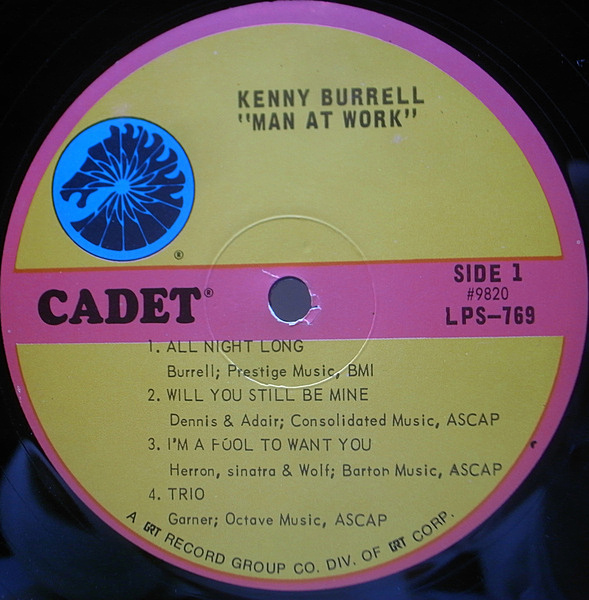 KENNY BURRELL
"MAN AT WORK"
®
CADET®
SIDE 1
#9820
LPS-769
1. ALL NIGHT LONG
Burrell; Prestige Music, BMI
2. WILL YOU STILL BE MINE
Dennis & Adair; Consolidated Music, ASCAP
3. I'M A FOOL TO WANT YOU
Herron, sinatra & Wolf; Barton Music, ASCAP
4. TRIO
Garner; Octave Music, ASCAP
A GRT RECORD GROUP CO. DIV. OF GRT CORP.